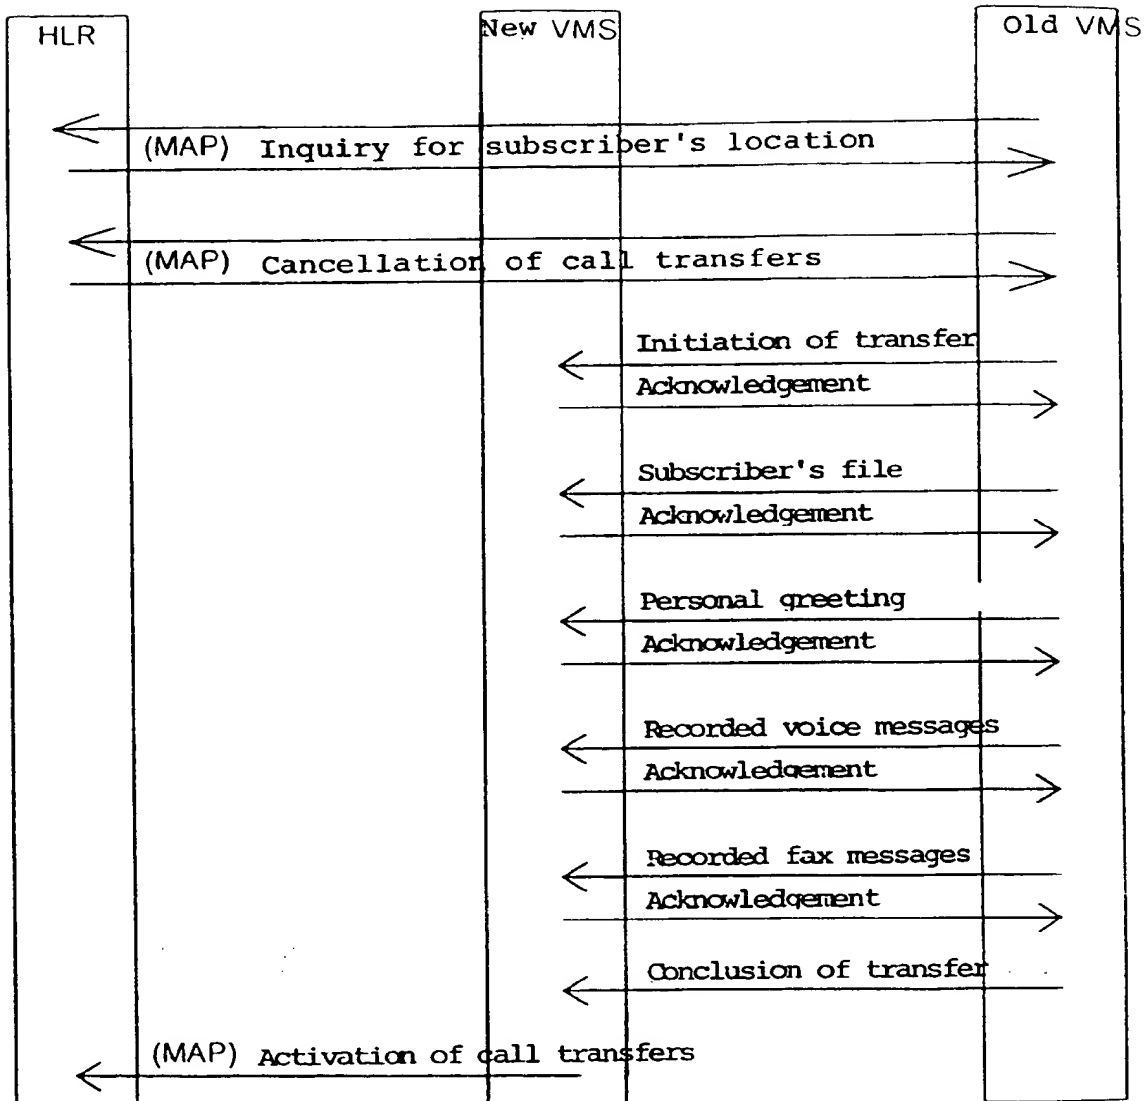 HLR
New VMS
Old VMS
(MAP) Inquiry for subscriber's location
(MAP) Cancellation of call transfers
Initiation of transfer
Acknowledgement
Subscriber's file
Acknowledgement
Personal greeting
Acknowledgement
Recorded voice messages
Acknowledgement
Recorded fax messages
Acknowledgement
Conclusion of transfer
(MAP) Activation of call transfers